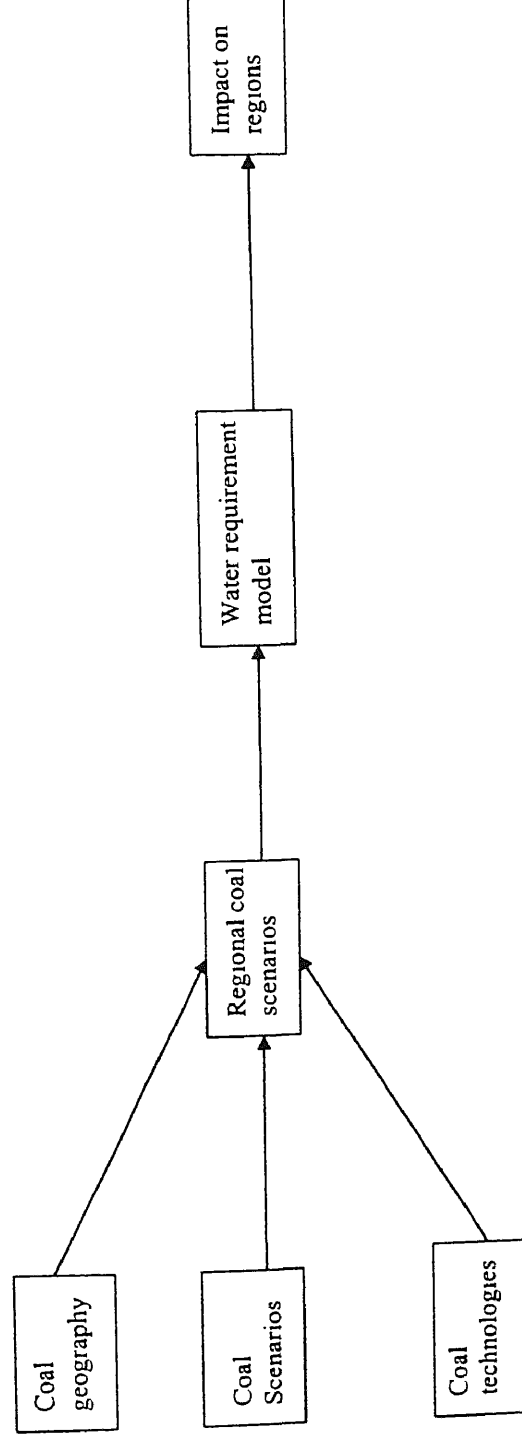 Coal
geography
Coal
Scenarios
Coal
technologies
Regional coal
scenarios
Water requirement
model
Impact on
regions